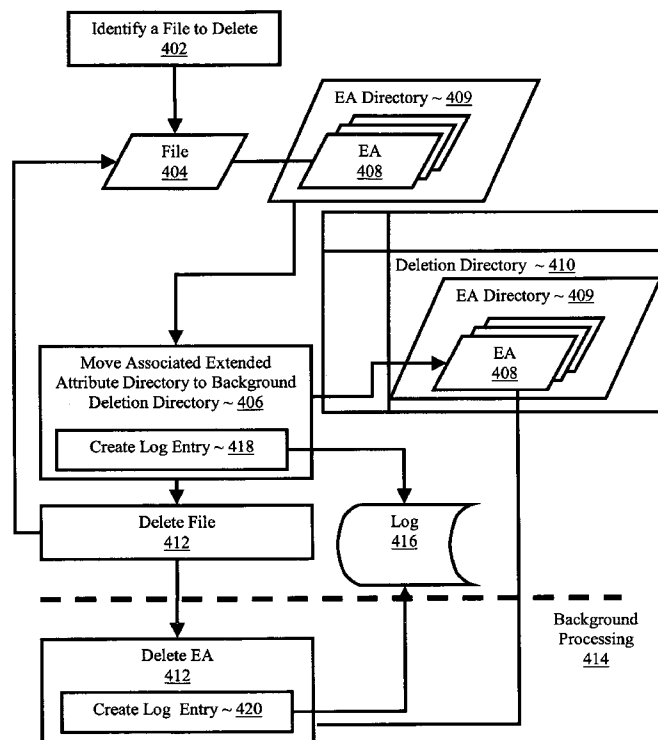 Identify a File to Delete
402
EA Directory ~ 409
File
404
EA
408
Deletion Directory ~ 410
EA Directory ~ 409
EA
408
Move Associated Extended
Attribute Directory to Background
Deletion Directory ~ 406
Create Log Entry ~ 418
Delete File
412
Log
416
Background
Processing
414
Delete EA
412
Create Log Entry ~ 420